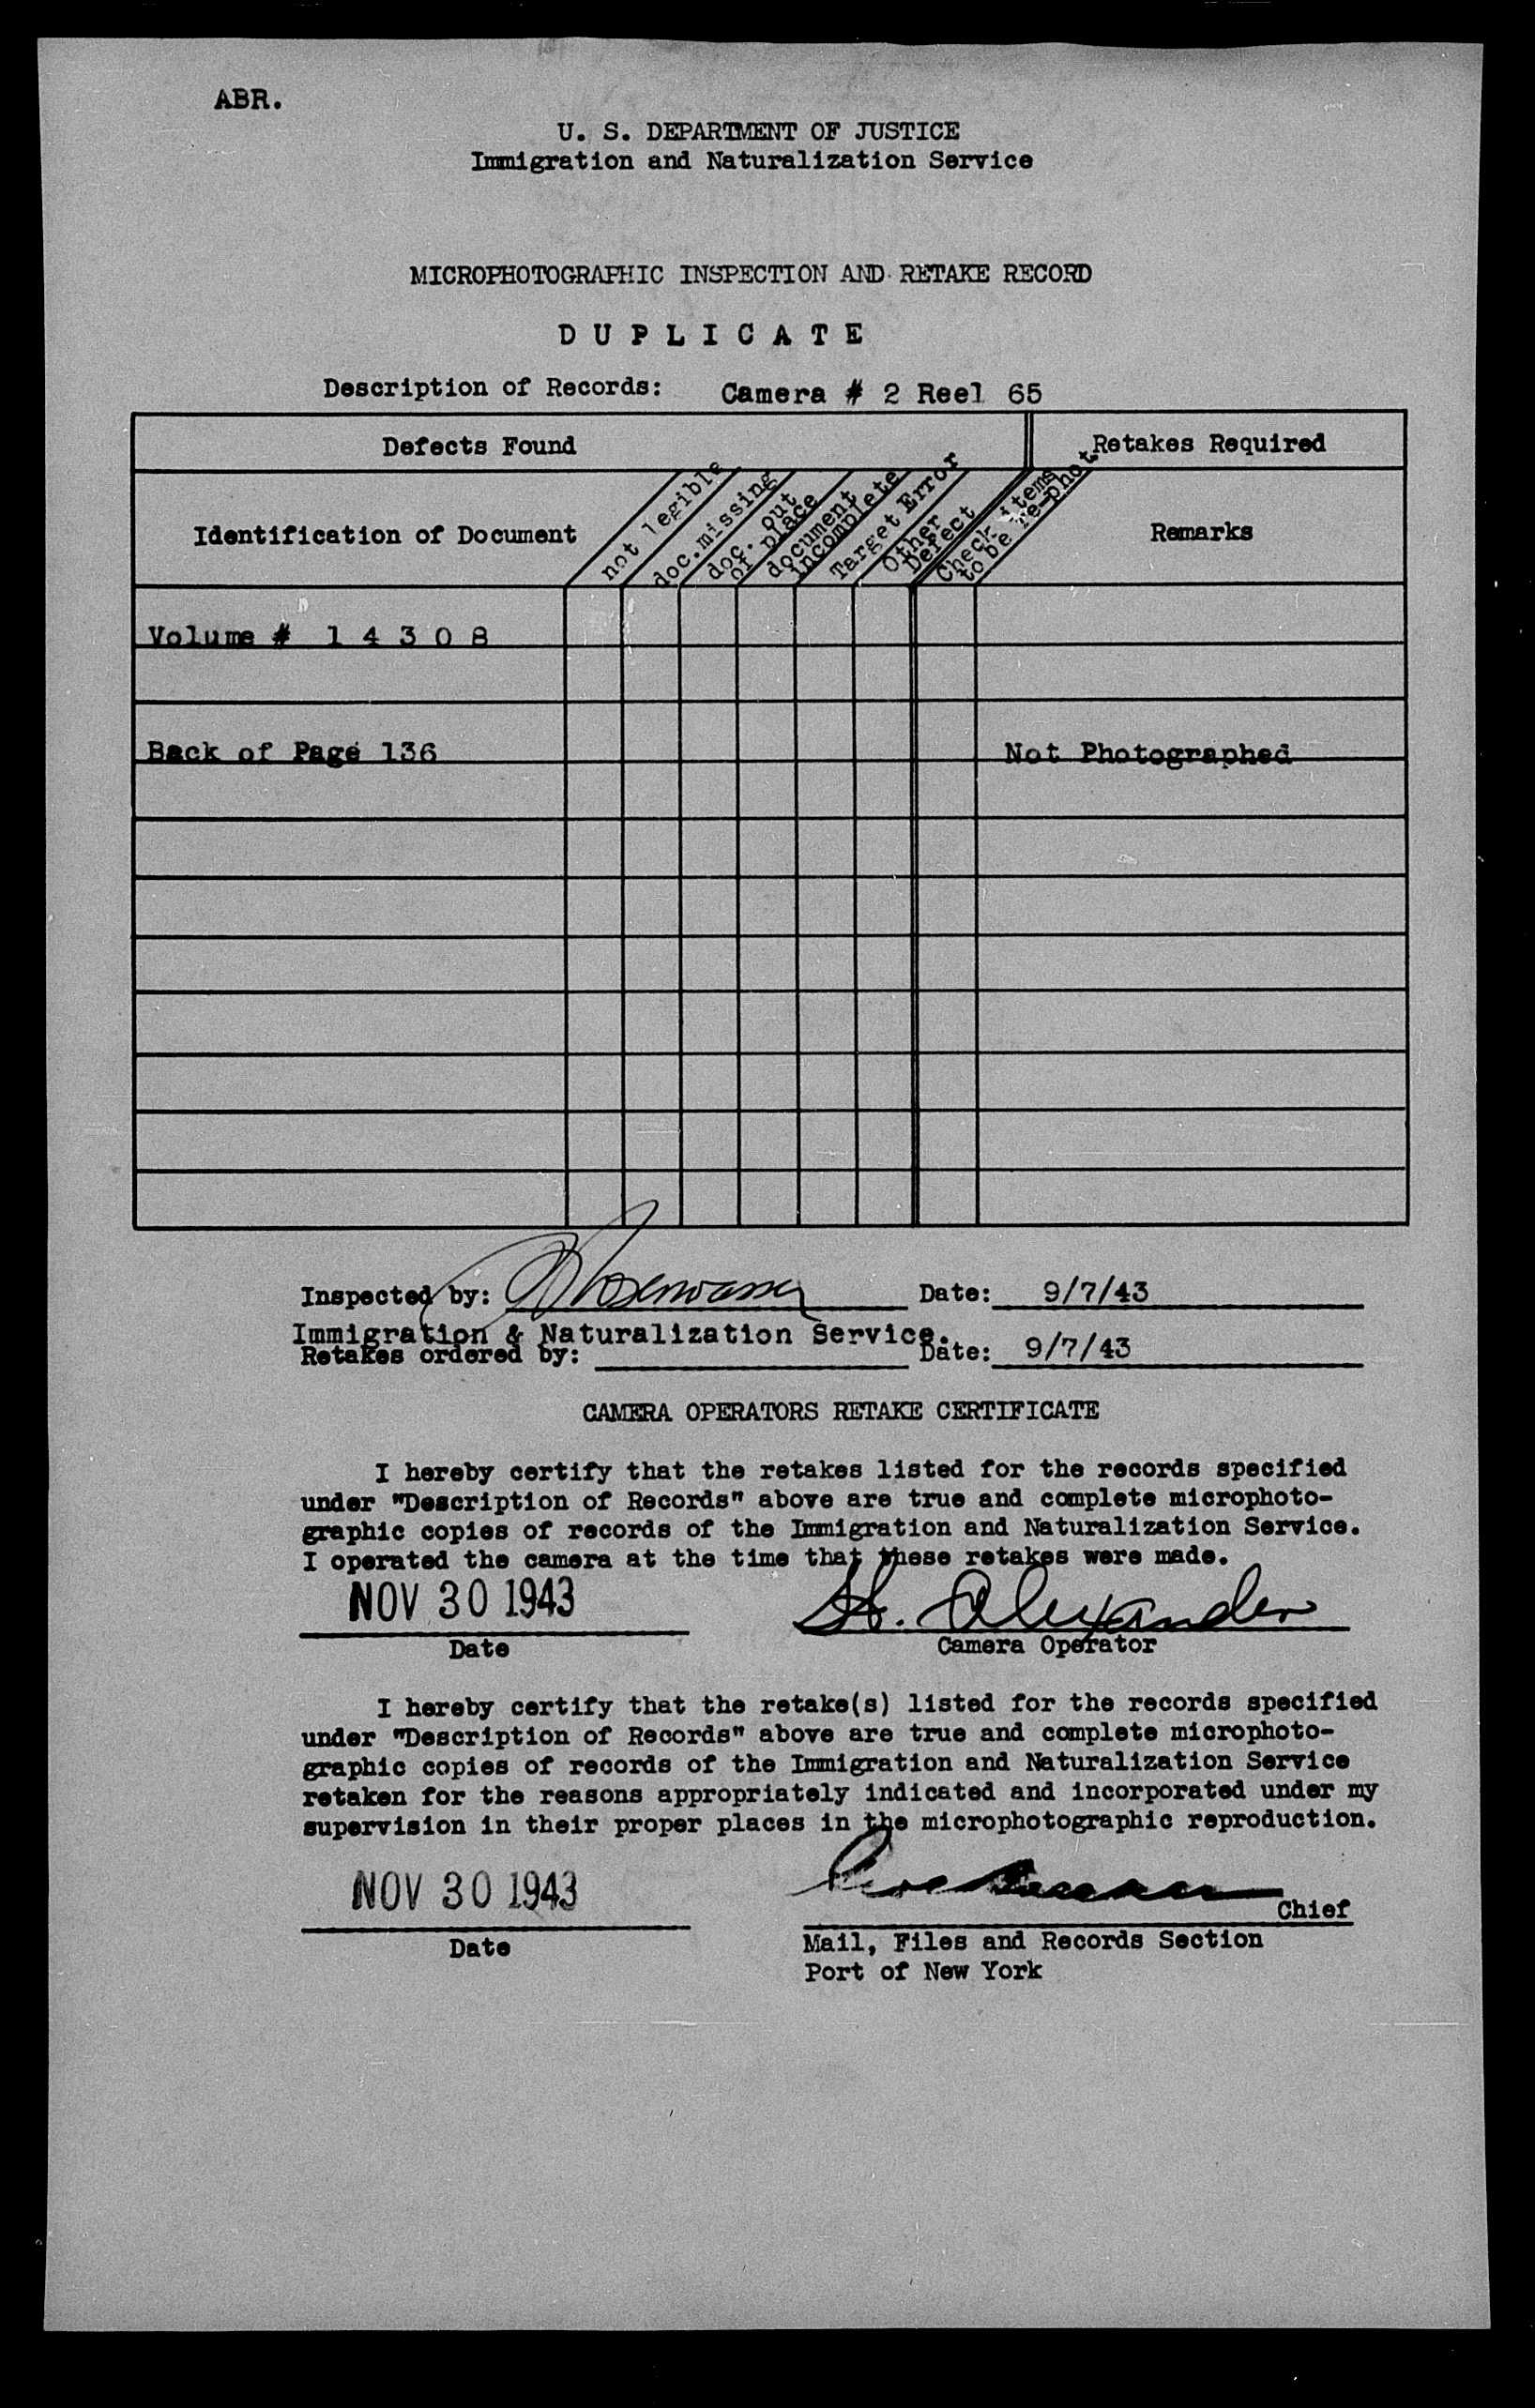 ABR.
U. S. DEPARTMENT OF JUSTICE
Immigration and Naturalization Service
MICROPHOTOGRAPHIC INSPECTION AND RETAKE RECORD
D U P L I C A T E
Description of Records: Camera # 2 Reel 65
Defects Found
Retakes Required
Identification of Document
not legible
doc.missing
doc. out
of place
document
incomplete
Target Error
Other
Defect
Check items
to be re-phot
Remarks
Volume # 1 4 3 0 8
Back of Page 136 Not Photographed
Inspected by: Date: 9/7/43
Immigration & Naturalization Service.
Retakes ordered by: Date: 9/7/43
CAMERA OPERATORS RETAKE CERTIFICATE
I hereby certify that the retakes listed for the records specified
under "Description of Records" above are true and complete microphoto-
graphic copies of records of the Immigration and Naturalization Service.
I operated the camera at the time that these retakes were made.
NOV 30 1943 Alexander
Date Camera Operator
I hereby certify that the retake(s) listed for the records specified
under "Description of Records" above are true and complete microphoto-
graphic copies of records of the Immigration and Naturalization Service
retaken for the reasons appropriately indicated and incorporated under my
supervision in their proper places in the microphotographic reproduction.
NOV 30 1943
Chief
Date Mail, Files and Records Section
Port of New York